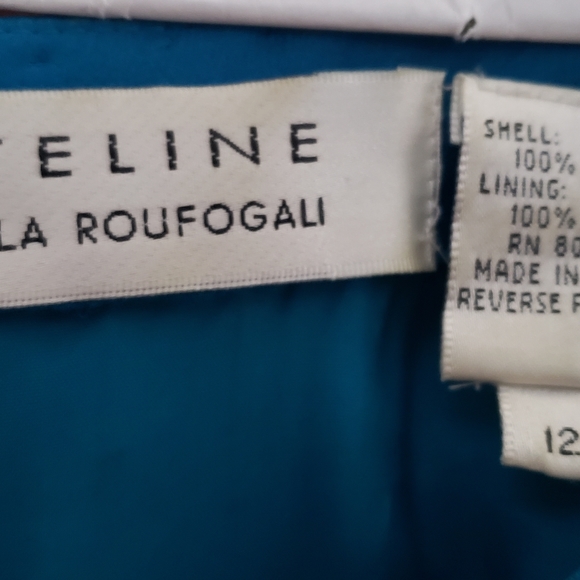 ELINE
LA ROUFOGALI
SHELL:
100%
LINING:
100%
RN 80
MADE IN
REVERSE
12